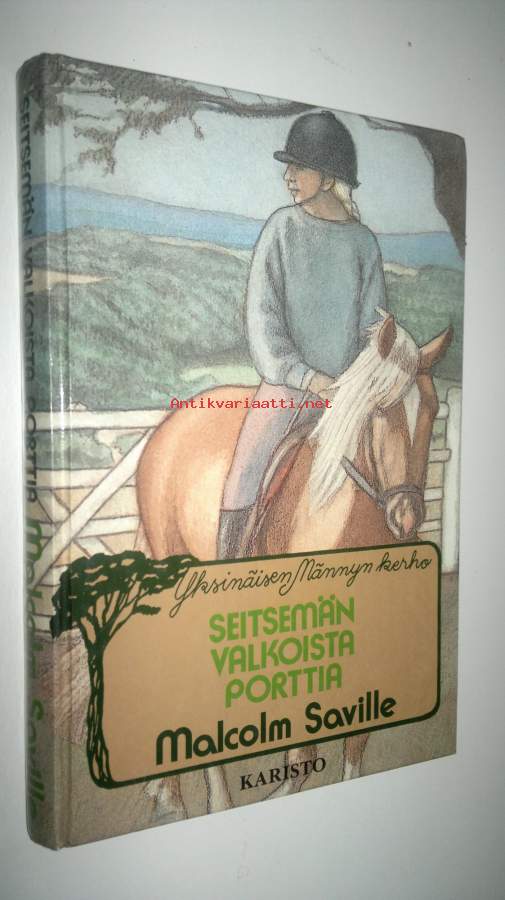 SEITSEMÄN VALKOISTA PORTTIA Malcolm Saville
Antikvariaatti.net
Yksinäisen Männyn kerho
SEITSEMÄN
VALKOISTA
PORTTIA
Malcolm Saville
KARISTO